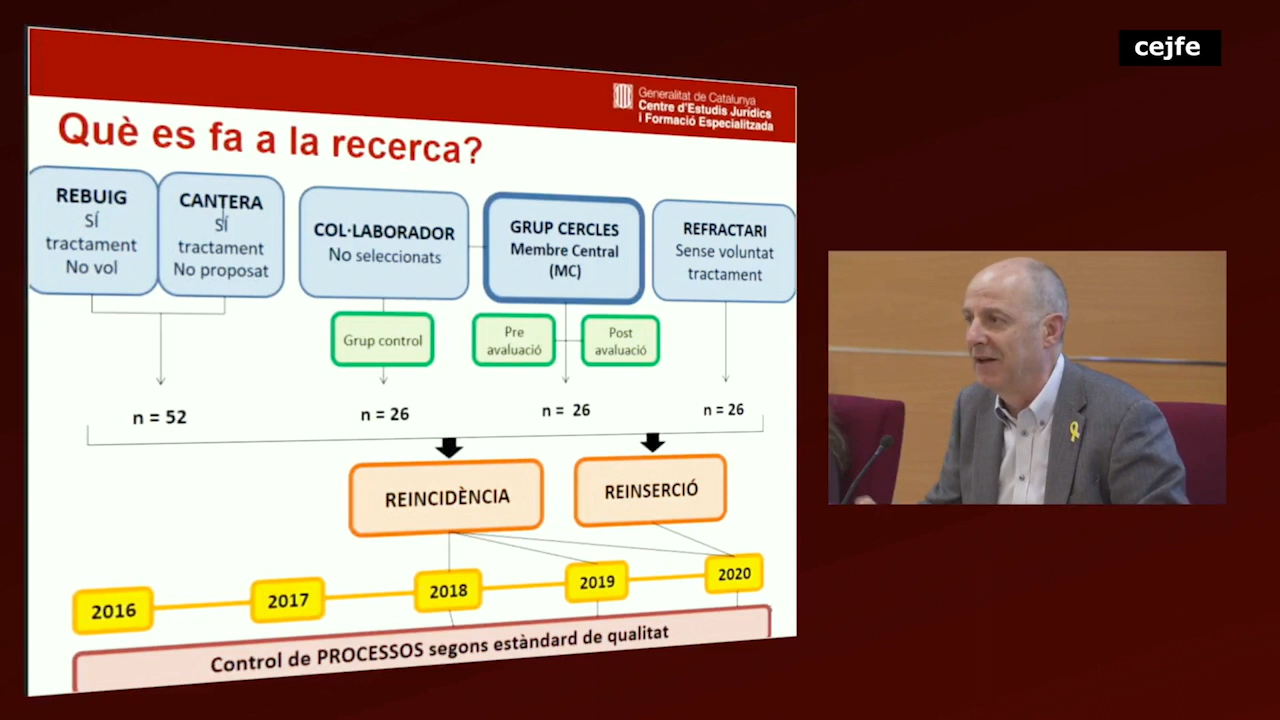 cejfe
Generalitat de Catalunya
Centre d'Estudis Jurídics
i Formació Especialitzada
Què es fa a la recerca?
REBUIG
SÍ
tractament
No vol
CANTERA
SÍ
tractament
No proposat
COL·LABORADOR
No seleccionats
GRUP CERCLES
Membre Central
(MC)
REFRACTARI
Sense voluntat
tractament
Grup control
Pre
avaluació
Post
avaluació
n = 52
n = 26
n = 26
n = 26
REINCIDÈNCIA
REINSERCIÓ
2016
2017
2018
2019
2020
Control de PROCESSOS segons estàndard de qualitat